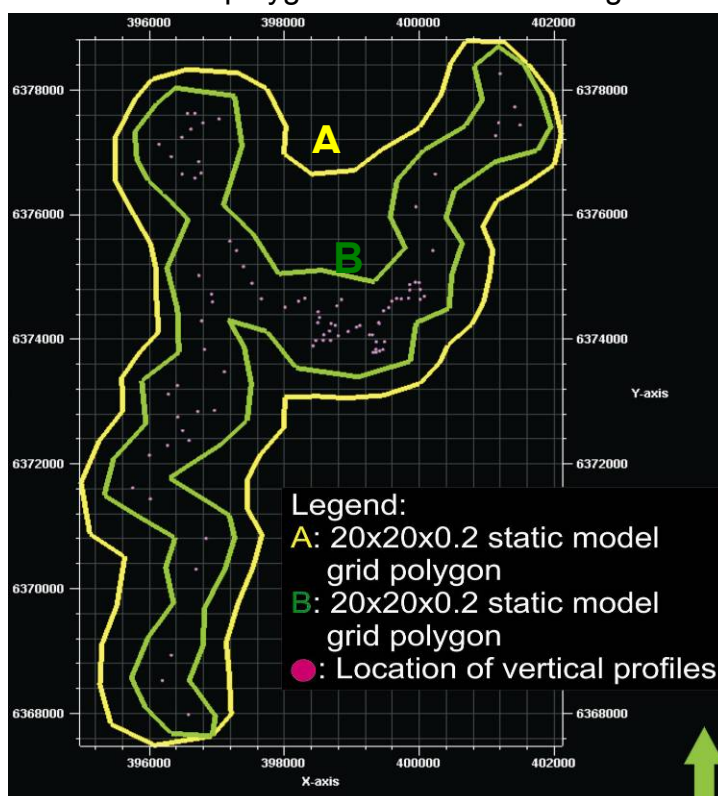 polyg
396000 398000 400000 402000
6378000 6378000
A
6376000 6376000
B
6374000 6374000
Y-axis
6372000 6372000
Legend:
A: 20x20x0.2 static model
grid polygon
B: 20x20x0.2 static model
grid polygon
: Location of vertical profiles
6370000
6368000 6368000
396000 398000 400000 402000
X-axis